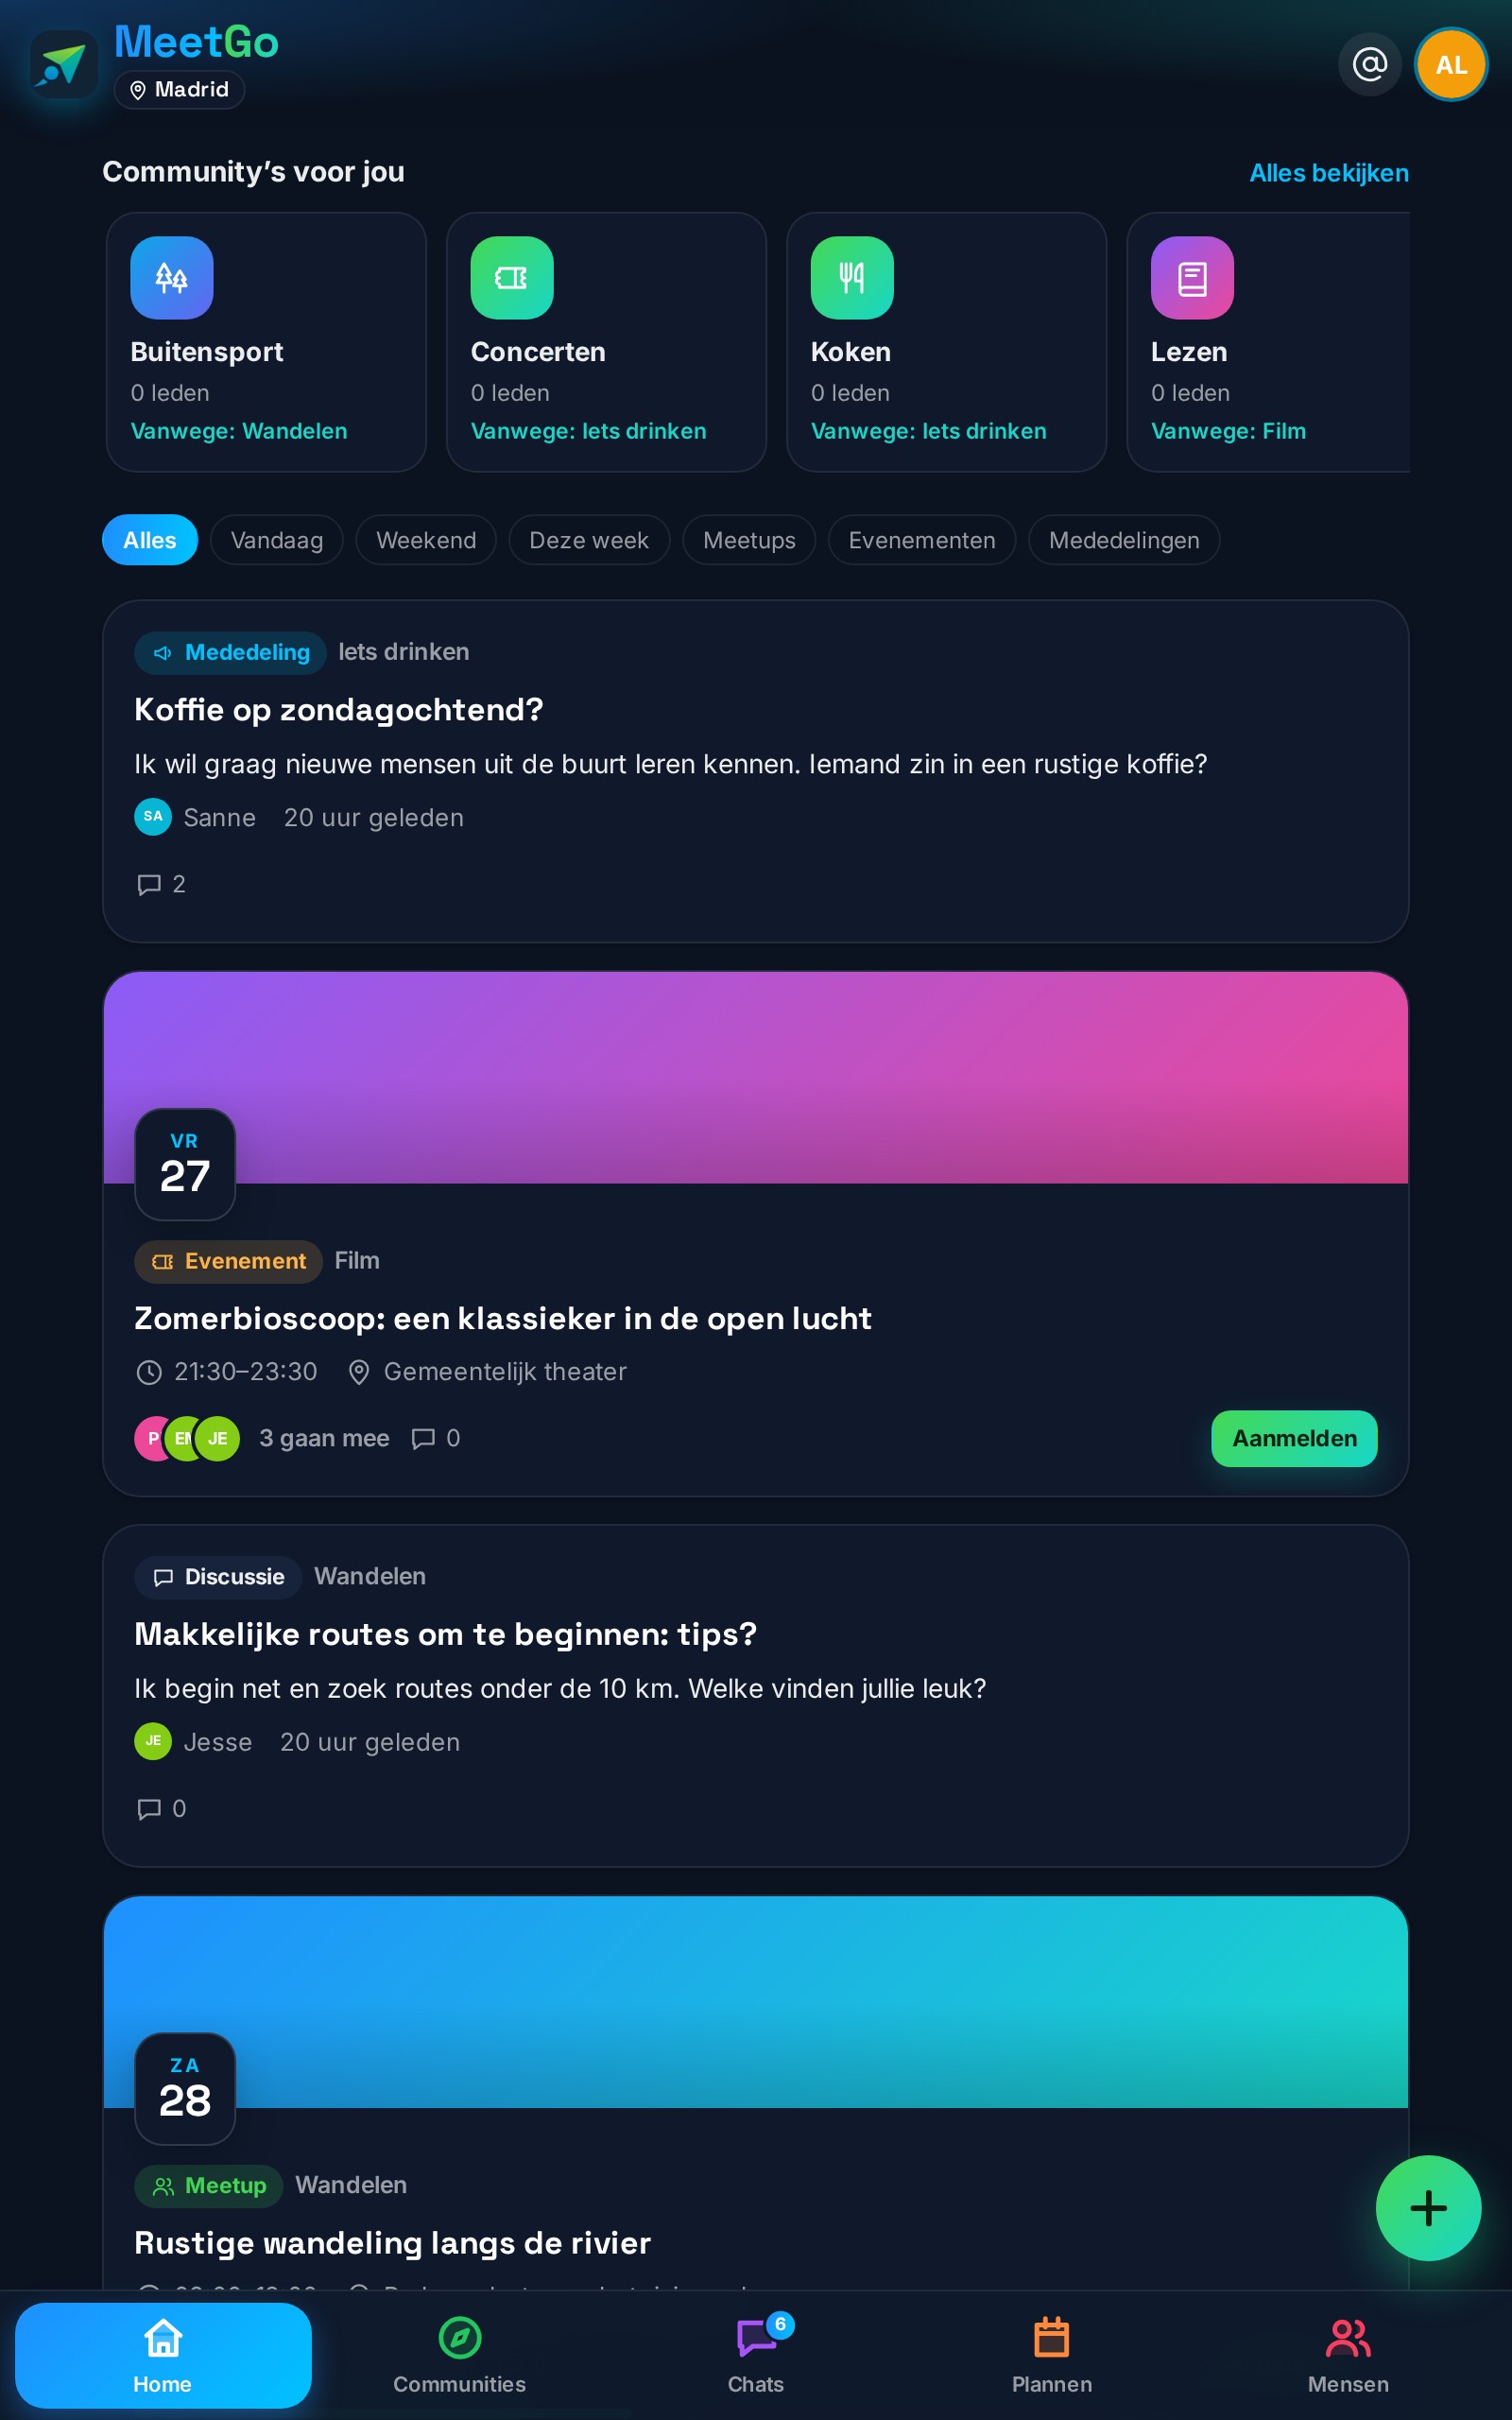 MeetGo
Madrid
@
AL
Community's voor jou
Alles bekijken
Buitensport
0 leden
Vanwege: Wandelen
Concerten
0 leden
Vanwege: Iets drinken
Koken
0 leden
Vanwege: Iets drinken
Lezen
0 leden
Vanwege: Film
Alles
Vandaag
Weekend
Deze week
Meetups
Evenementen
Mededelingen
Mededeling Iets drinken
Koffie op zondagochtend?
Ik wil graag nieuwe mensen uit de buurt leren kennen. Iemand zin in een rustige koffie?
SA Sanne 20 uur geleden
2
VR
27
Evenement Film
Zomerbioscoop: een klassieker in de open lucht
21:30–23:30 Gemeentelijk theater
JE 3 gaan mee 0
Aanmelden
Discussie Wandelen
Makkelijke routes om te beginnen: tips?
Ik begin net en zoek routes onder de 10 km. Welke vinden jullie leuk?
JE Jesse 20 uur geleden
0
ZA
28
Meetup Wandelen
Rustige wandeling langs de rivier
6
Home
Communities
Chats
Plannen
Mensen